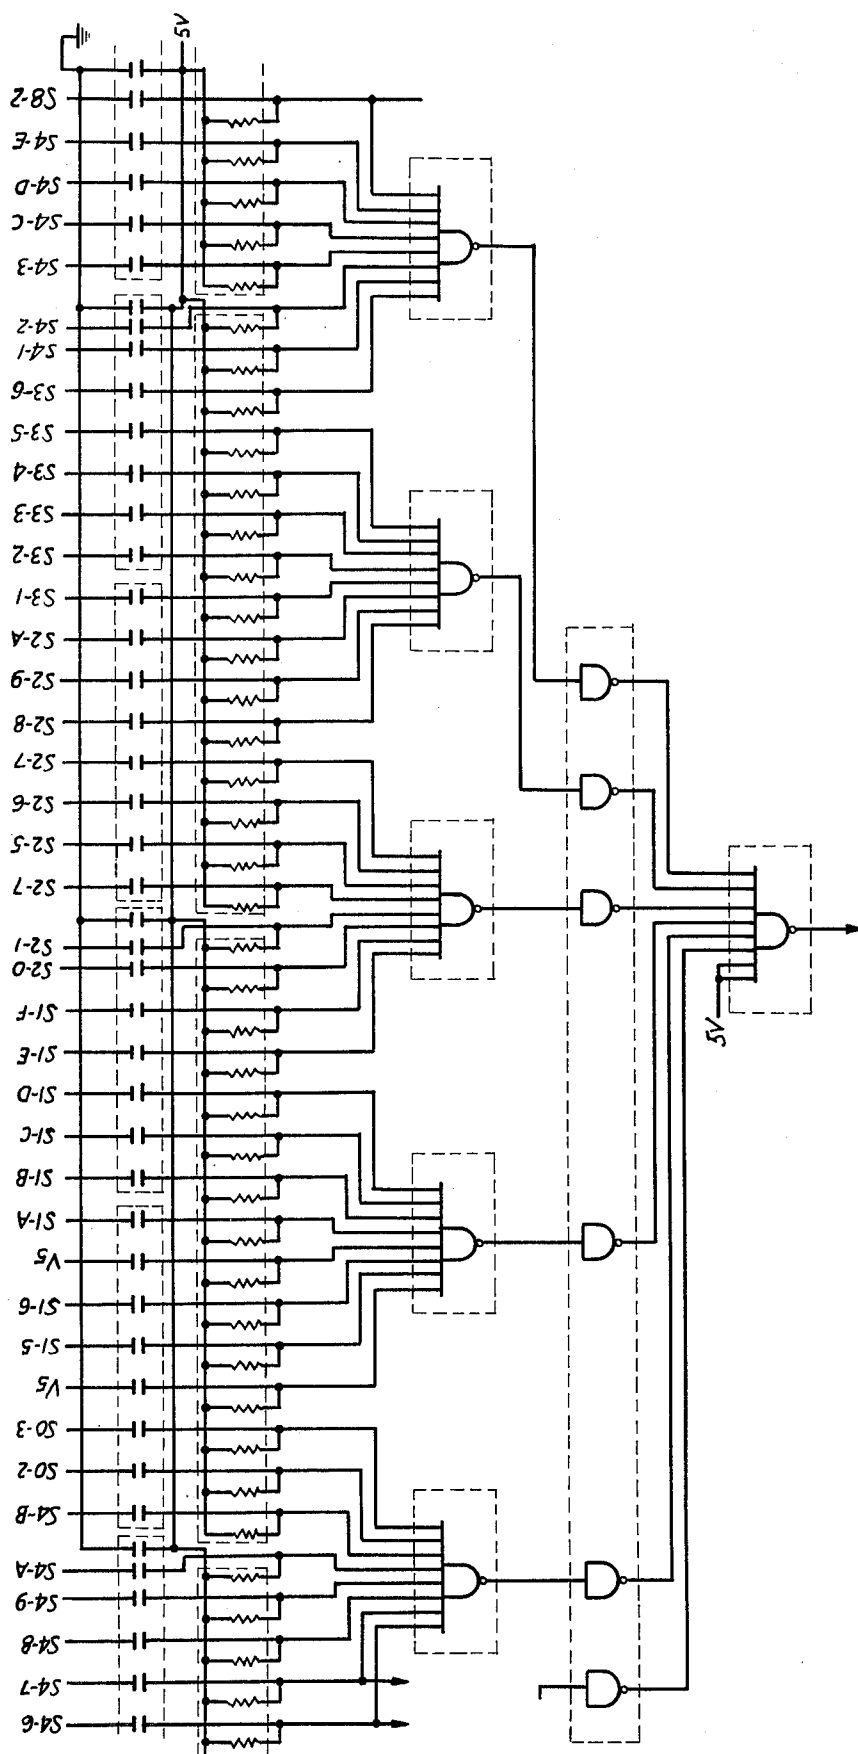 5V
S8-2
S4-E
S4-D
S4-C
S4-3
S4-2
S4-1
S3-6
S3-5
S3-4
S3-3
S3-2
S3-1
S2-A
S2-9
S2-8
S2-7
S2-6
S2-5
S2-7
S2-1
S2-0
S1-F
S1-E
5V
S1-D
S1-C
S1-B
S1-A
V5
S1-6
S1-5
V5
S0-3
S0-2
S4-B
S4-A
S4-9
S4-8
S4-7
S4-6